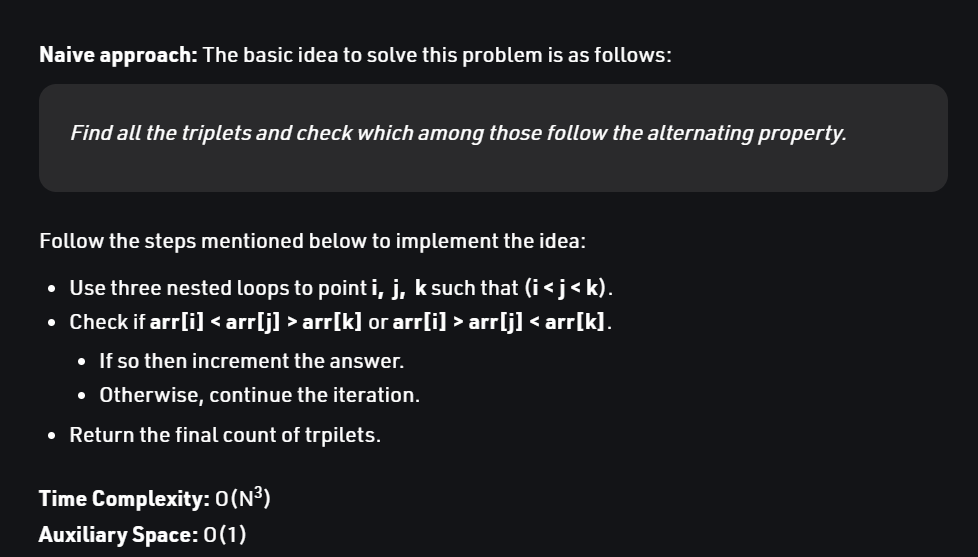 Naive approach: The basic idea to solve this problem is as follows:
Find all the triplets and check which among those follow the alternating property.
Follow the steps mentioned below to implement the idea:
• Use three nested loops to point i, j, k such that (i < j < k).
• Check if arr[i] < arr[j] > arr[k] or arr[i] > arr[j] < arr[k].
• If so then increment the answer.
• Otherwise, continue the iteration.
• Return the final count of trpilets.
Time Complexity: O(N³)
Auxiliary Space: O(1)